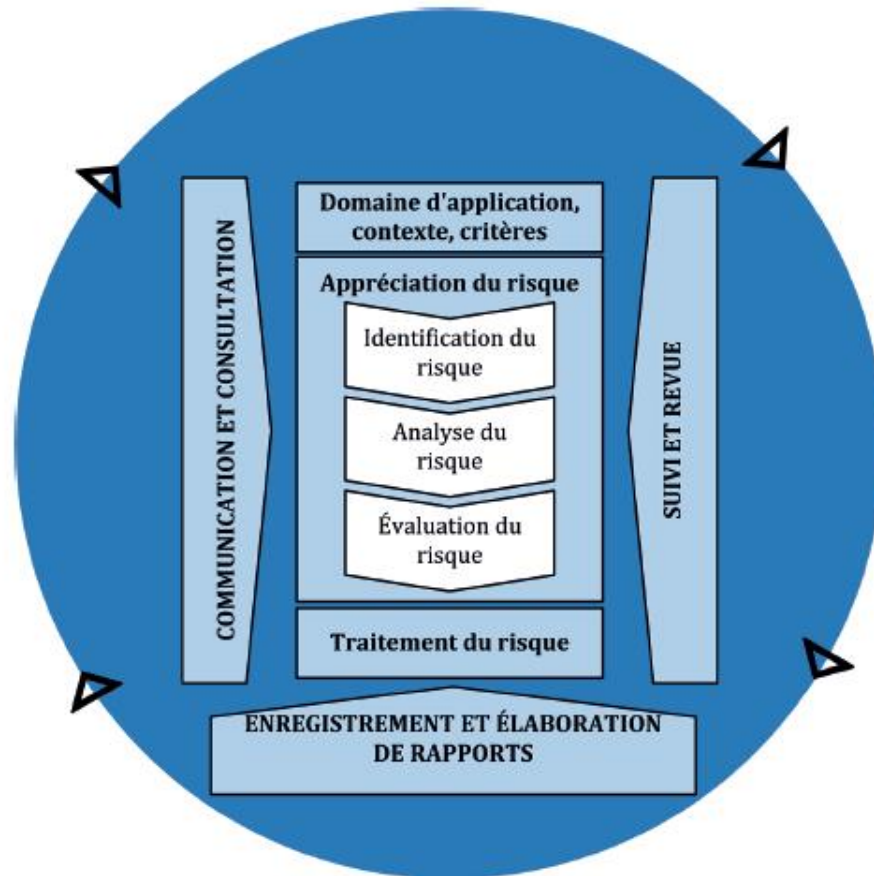 Domaine d'application,
contexte, critères
Appréciation du risque
Identification du
risque
Analyse du
risque
Évaluation du
risque
Traitement du risque
COMMUNICATION ET CONSULTATION
SUIVI ET REVUE
ENREGISTREMENT ET ÉLABORATION
DE RAPPORTS